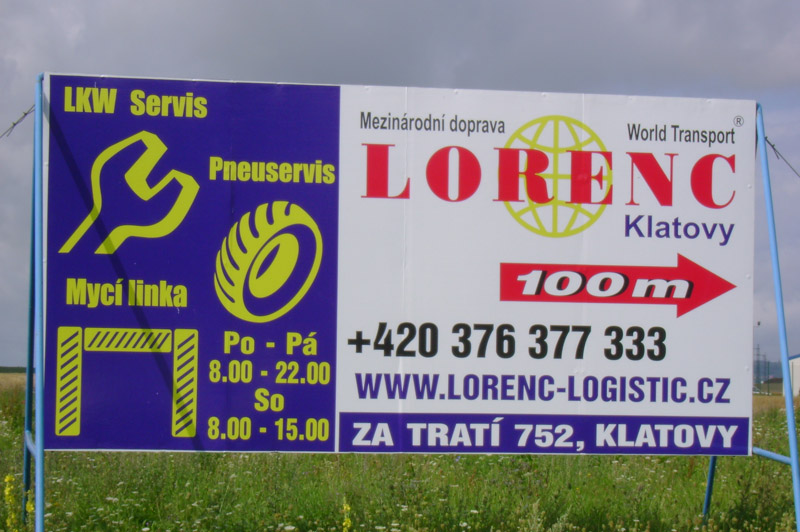 LKW Servis
Pneuservis
Mycí linka
Po - Pá
8.00 - 22.00
So
8.00 - 15.00
Mezinárodní doprava
World Transport ®
LORENC
Klatovy
100m
+420 376 377 333
WWW.LORENC-LOGISTIC.CZ
ZA TRATÍ 752, KLATOVY